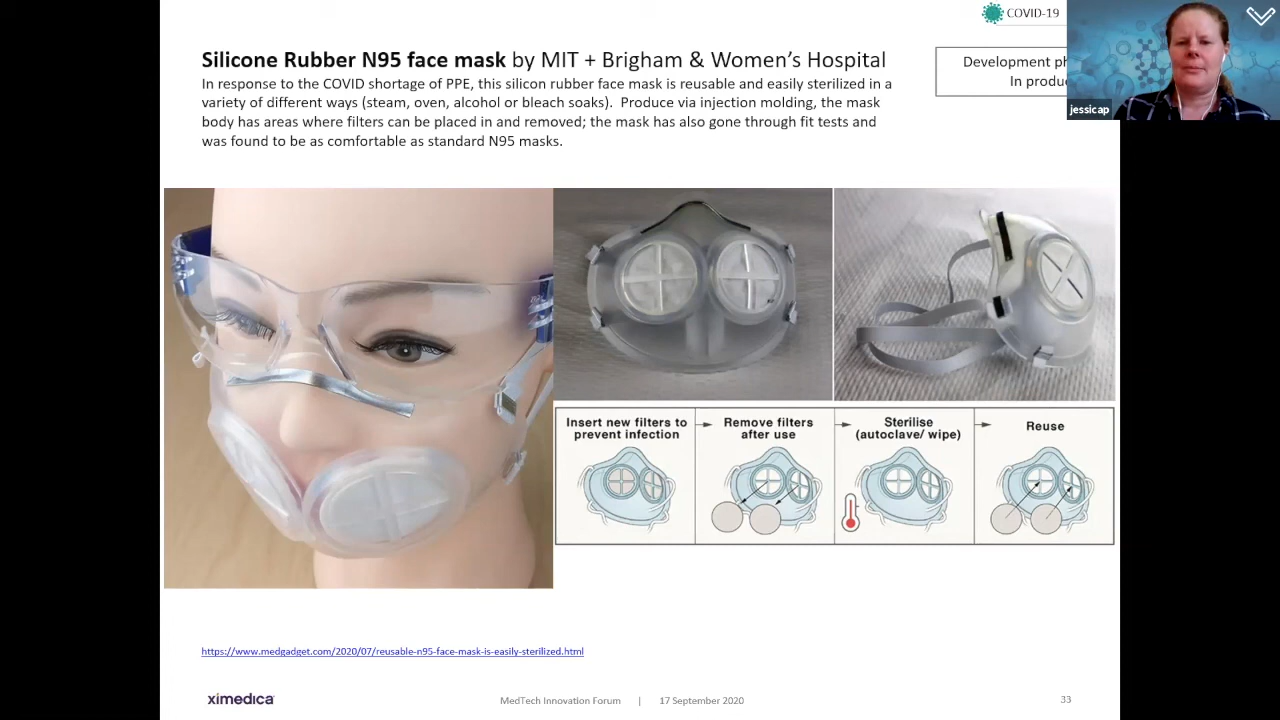 COVID-19
Silicone Rubber N95 face mask by MIT + Brigham & Women's Hospital
In response to the COVID shortage of PPE, this silicon rubber face mask is reusable and easily sterilized in a
variety of different ways (steam, oven, alcohol or bleach soaks).  Produce via injection molding, the mask
body has areas where filts can be placed in and removed; the mask has also gone through fit tests and
was found to be as comfortable as standard N95 masks.
Development ph
In produc
jessicap
Insert new filters to
prevent infection
Remove filters
after use
Sterilise
(autoclave/ wipe)
Reuse
https://www.medgadget.com/2020/07/reusable-n95-face-mask-is-easily-sterilized.html
ximedica
MedTech Innovation Forum | 17 September 2020
33